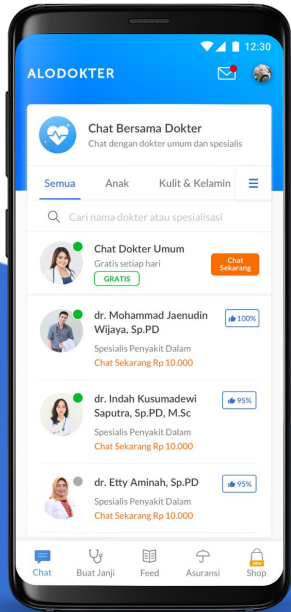 12:30
ALODOKTER
Chat Bersama Dokter
Chat dengan dokter umum dan spesialis
Semua Anak Kulit & Kelamin
Cari nama dokter atau spesialisasi
Chat Dokter Umum
Gratis setiap hari
GRATIS
Chat
Sekarang
dr. Mohammad Jaenudin
Wijaya, Sp.PD
100%
Spesialis Penyakit Dalam
Chat Sekarang Rp 10.000
dr. Indah Kusumadewi
Saputra, Sp.PD, M.Sc
95%
Spesialis Penyakit Dalam
Chat Sekarang Rp 10.000
dr. Etty Aminah, Sp.PD
95%
Spesialis Penyakit Dalam
Chat Sekarang Rp 10.000
NEW
Chat Buat Janji Feed Asuransi Shop